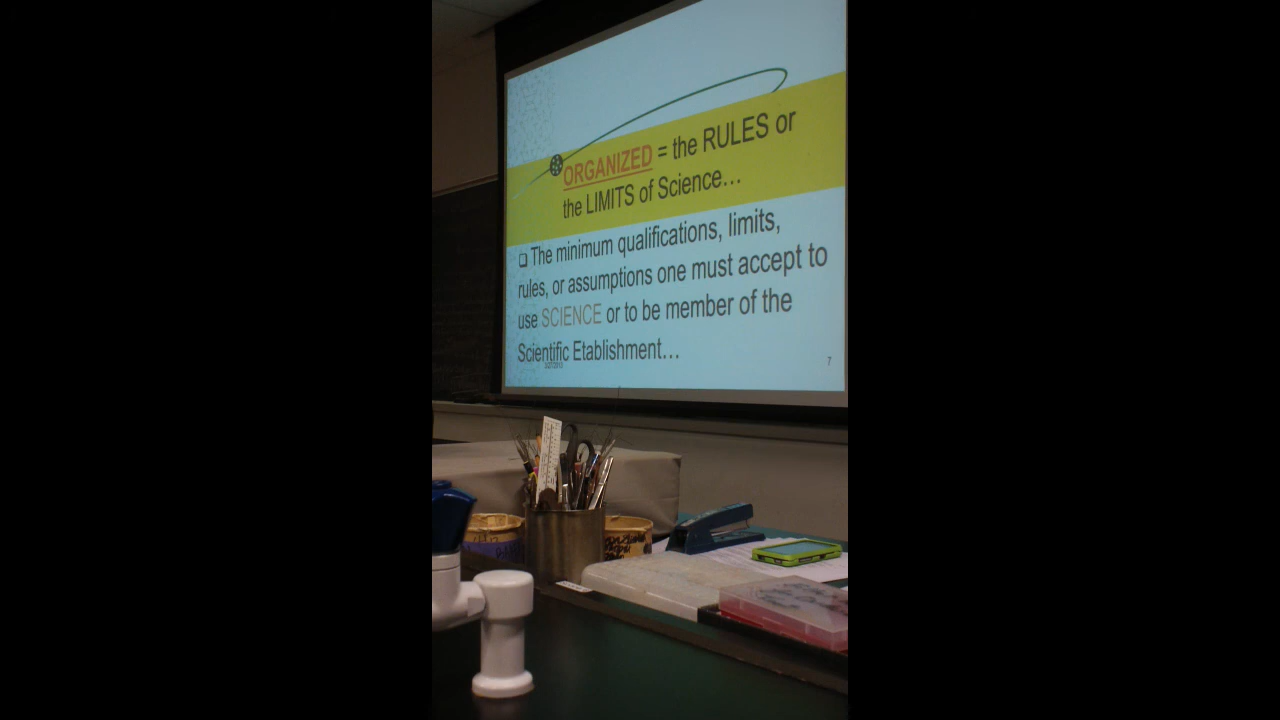 ORGANIZED = the RULES or
the LIMITS of Science…
The minimum qualifications, limits,
rules, or assumptions one must accept to
use SCIENCE or to be member of the
Scientific Etablishment…
7